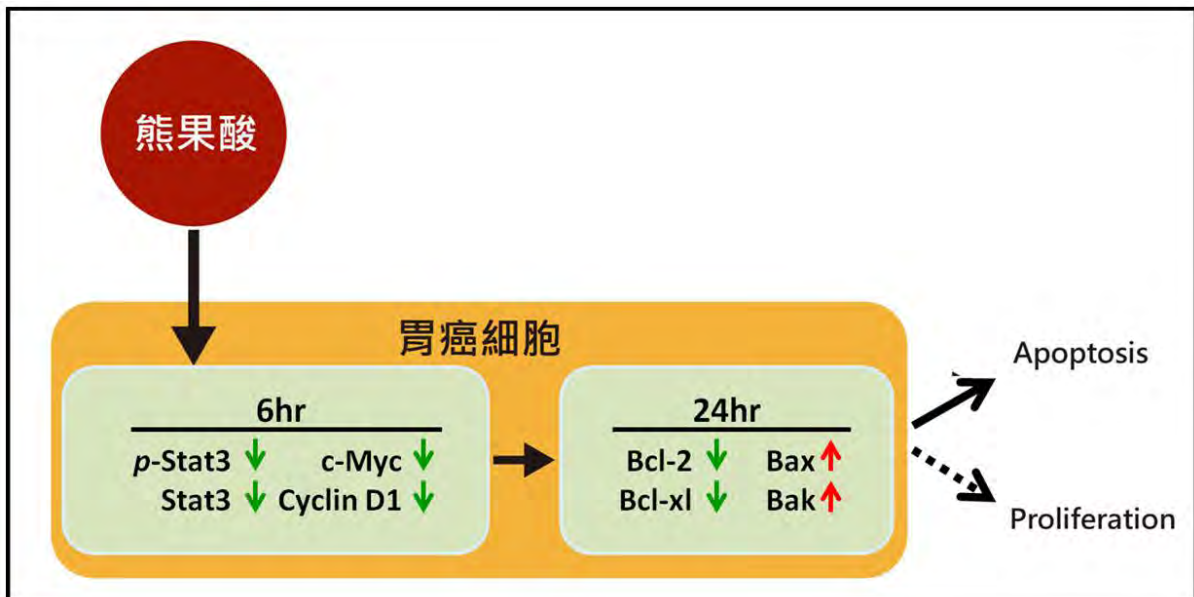 熊果酸
胃癌細胞
6hr
p-Stat3 ↓ c-Myc ↓
Stat3 ↓ Cyclin D1 ↓
24hr
Bcl-2 ↓ Bax ↑
Bcl-xl ↓ Bak ↑
Apoptosis
Proliferation